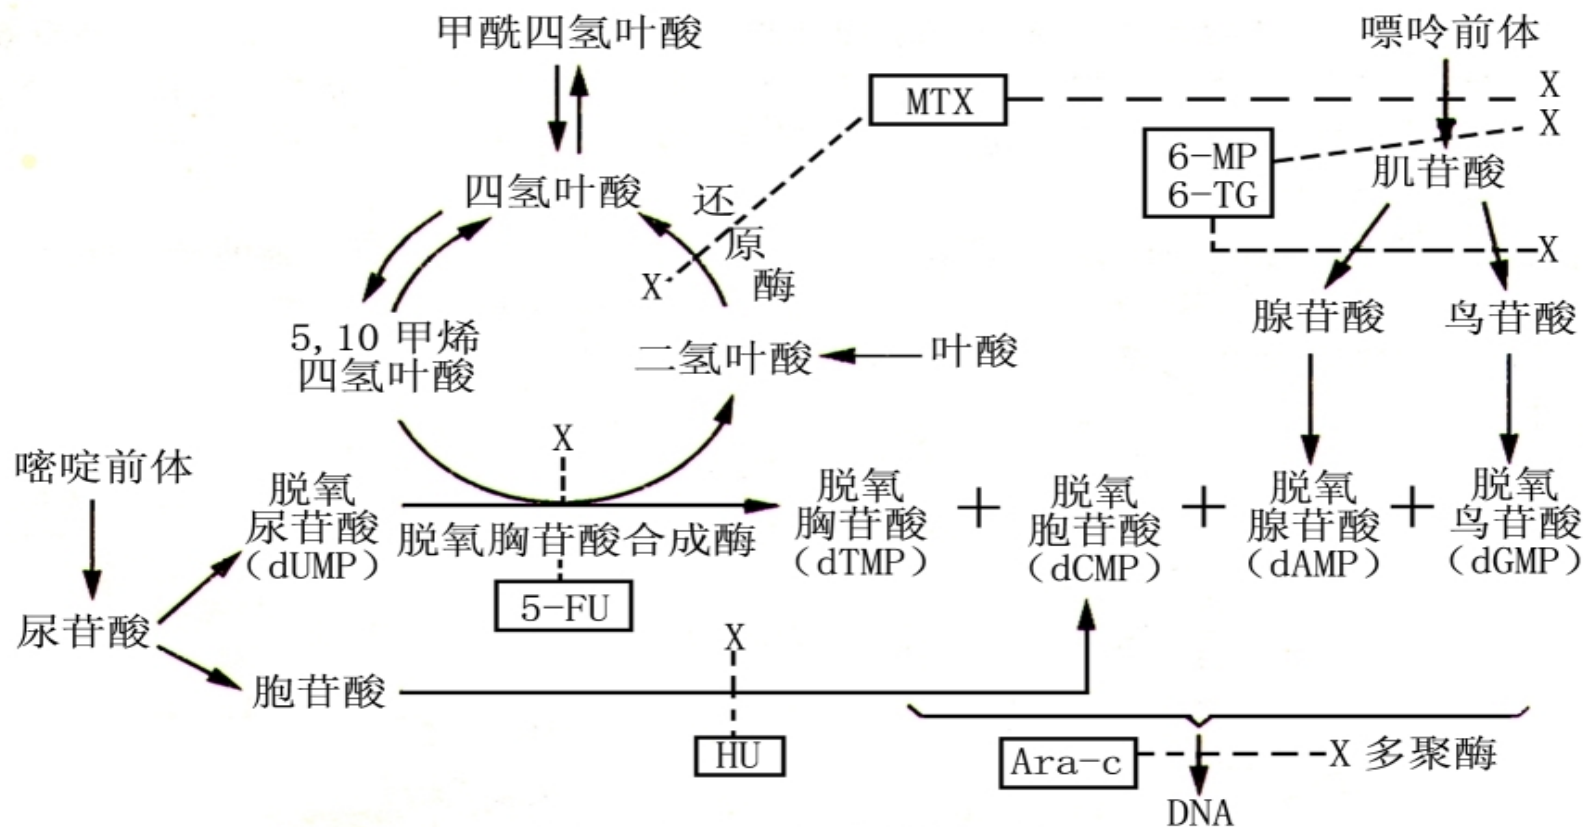 甲酰四氢叶酸
嘌呤前体
MTX
X
X
6-MP
6-TG
肌苷酸
四氢叶酸
还
原
酶
X
X
5,10 甲烯
四氢叶酸
二氢叶酸
叶酸
腺苷酸
鸟苷酸
X
嘧啶前体
脱氧
尿苷酸
(dUMP)
脱氧胸苷酸合成酶
脱氧
胸苷酸
(dTMP)
+
脱氧
胞苷酸
(dCMP)
+
脱氧
腺苷酸
(dAMP)
+
脱氧
鸟苷酸
(dGMP)
5-FU
尿苷酸
X
胞苷酸
HU
Ara-c
X 多聚酶
DNA